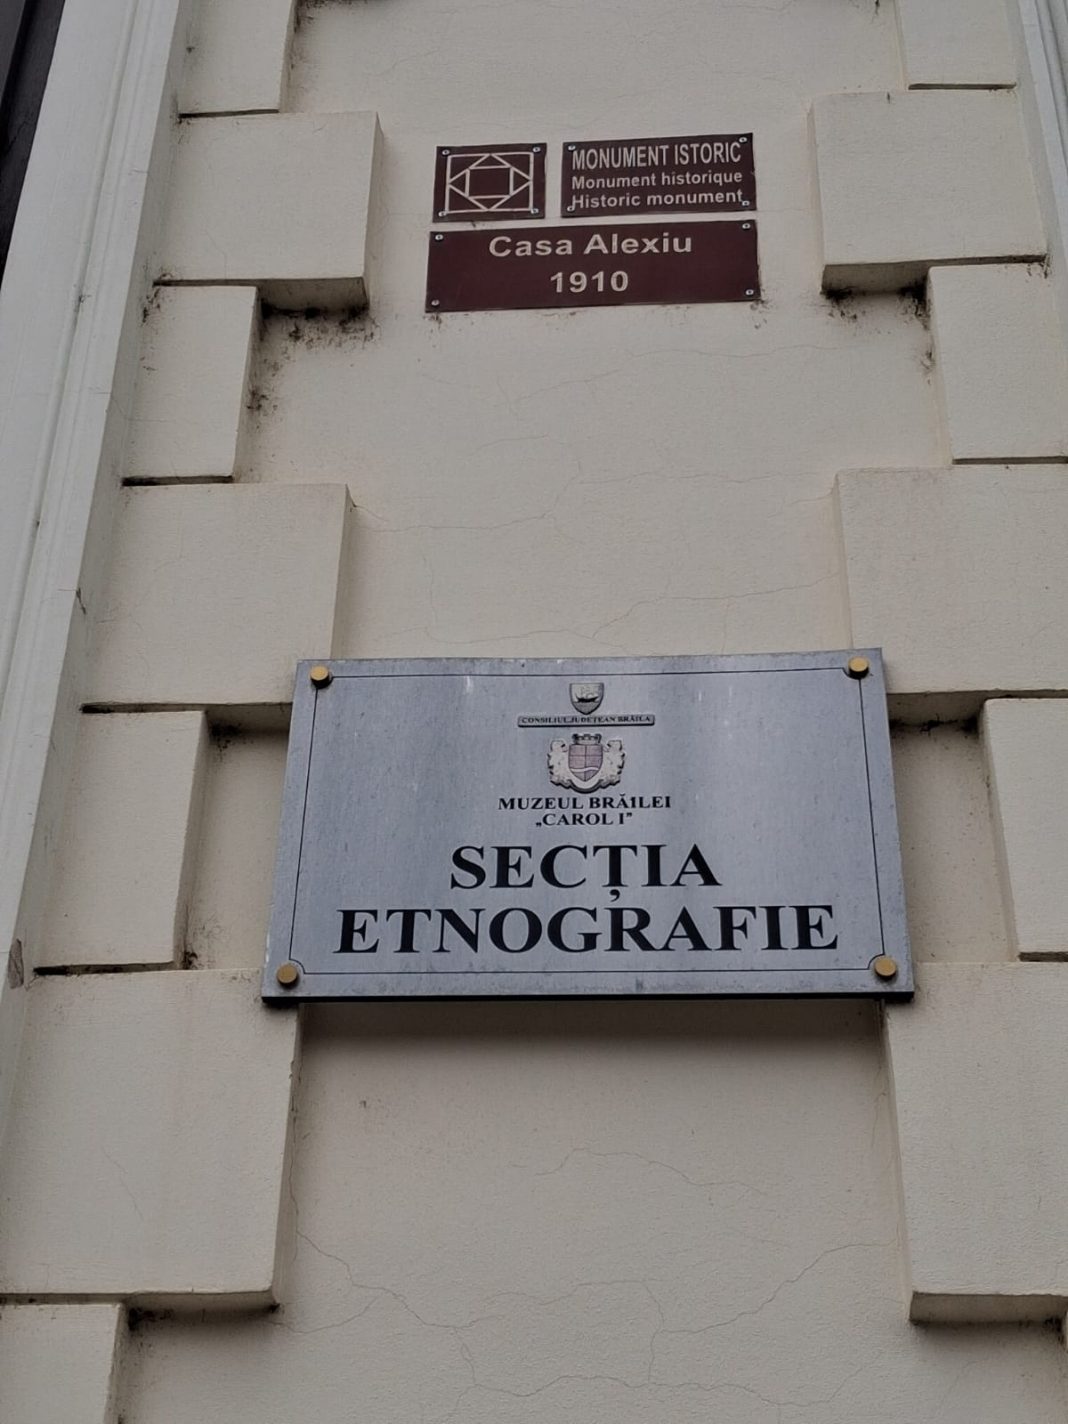 MONUMENT ISTORIC
Monument historique
Historic monument
Casa Alexiu
1910
CONSILIUL JUDEȚEAN BRĂILA
MUZEUL BRĂILEI
„CAROL I”
SECȚIA
ETNOGRAFIE